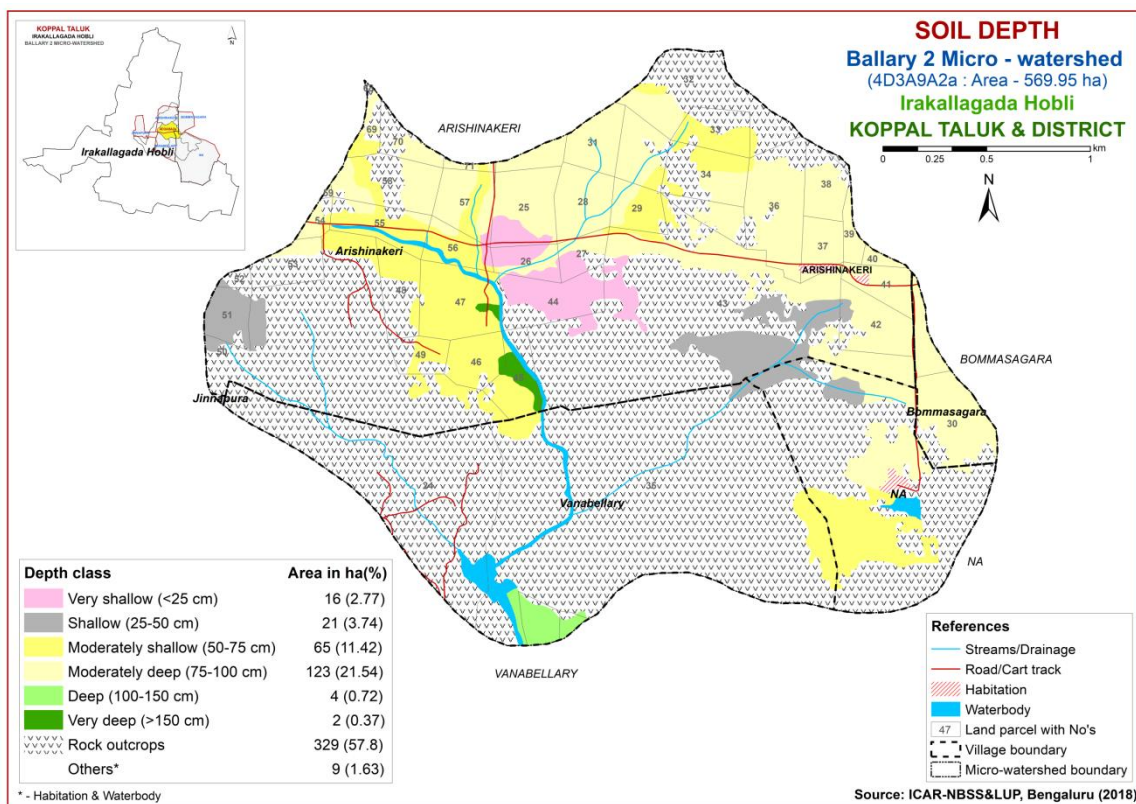 KOPPAL TALUK
IRAKALLAGADA HOBLI
BALLARY 2 MICRO-WATERSHED
N
Irakallagada Hobli
SOIL DEPTH
Ballary 2 Micro - watershed
(4D3A9A2a : Area - 569.95 ha)
Irakallagada Hobli
KOPPAL TALUK & DISTRICT
0 0.25 0.5 1
km
N
ARISHINAKERI
32
69
70
33
31
71
34
58
38
59
57
25
28
29
36
54
55
39
56
37
Arishinakeri
26
27
40
ARISHINAKERI
53
41
52
48
47
44
43
51
42
50
49
46
BOMMASAGARA
Jinnapura
Bommasagara
30
24
35
NA
Vanabellary
NA
VANABELLARY
Depth class Area in ha(%)
Very shallow (<25 cm) 16 (2.77)
Shallow (25-50 cm) 21 (3.74)
Moderately shallow (50-75 cm) 65 (11.42)
Moderately deep (75-100 cm) 123 (21.54)
Deep (100-150 cm) 4 (0.72)
Very deep (>150 cm) 2 (0.37)
Rock outcrops 329 (57.8)
Others* 9 (1.63)
* - Habitation & Waterbody
References
Streams/Drainage
Road/Cart track
Habitation
Waterbody
47 Land parcel with No's
Village boundary
Micro-watershed boundary
Source: ICAR-NBSS&LUP, Bengaluru (2018)